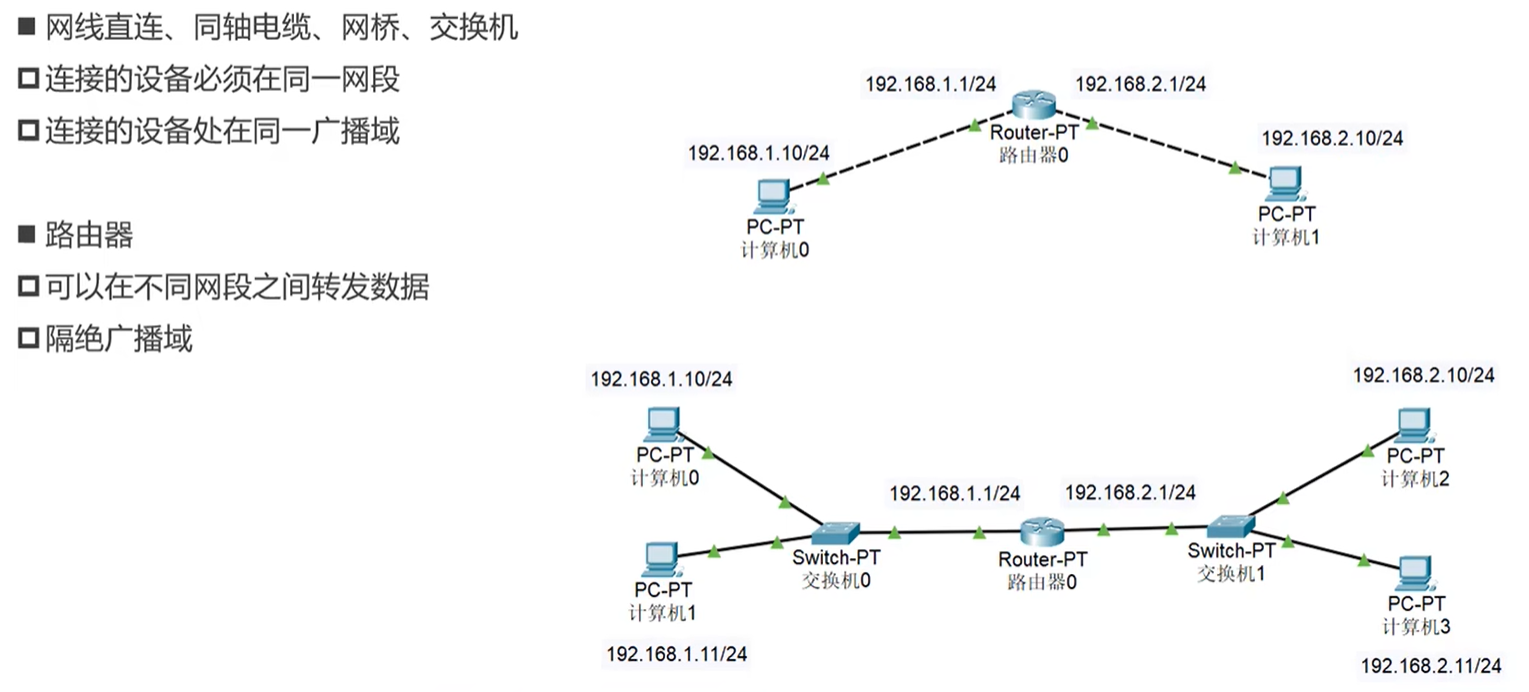 ■ 网线直连、同轴电缆、网桥、交换机
□ 连接的设备必须在同一网段
□ 连接的设备处在同一广播域
■ 路由器
□ 可以在不同网段之间转发数据
□ 隔绝广播域
192.168.1.1/24 192.168.2.1/24
Router-PT
路由器0
192.168.1.10/24
PC-PT
计算机0
192.168.2.10/24
PC-PT
计算机1
192.168.1.10/24
PC-PT
计算机0
192.168.2.10/24
PC-PT
计算机2
192.168.1.1/24 192.168.2.1/24
Switch-PT
交换机0
Router-PT
路由器0
Switch-PT
交换机1
PC-PT
计算机1
192.168.1.11/24
PC-PT
计算机3
192.168.2.11/24